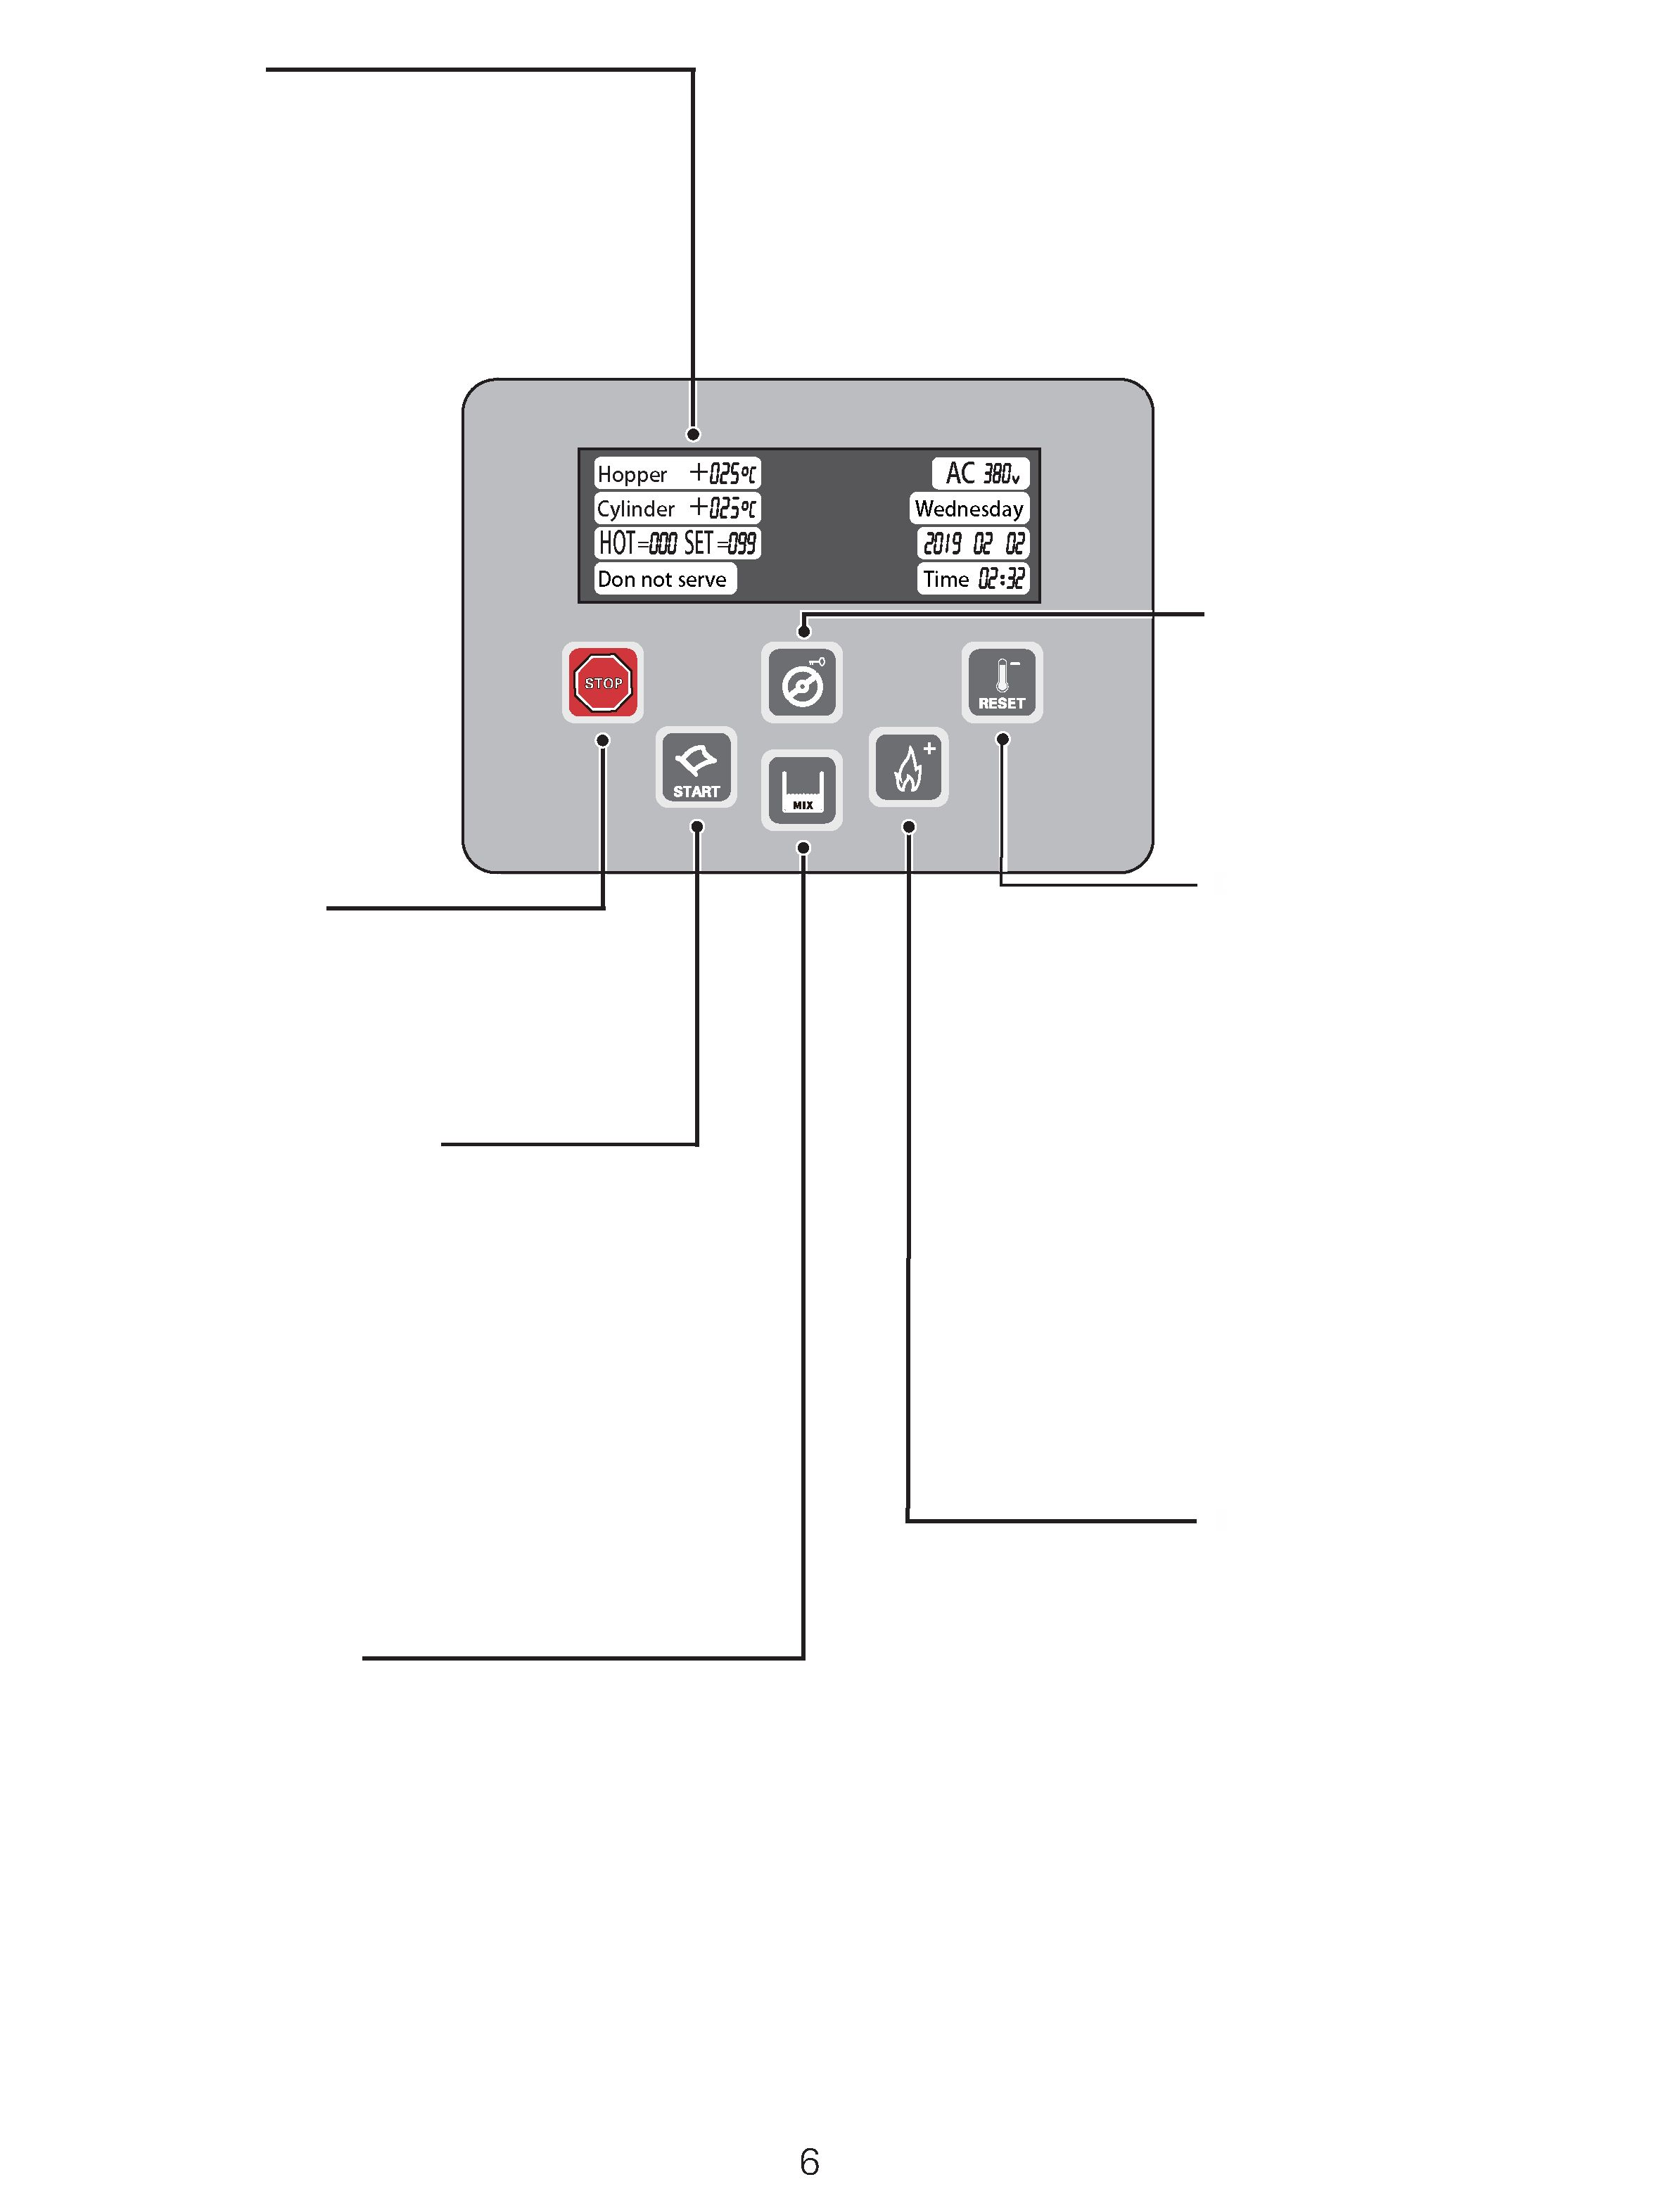 Hopper +025°C
AC 380v
Cylinder +025°C
Wednesday
HOT=000 SET=099
2019 02 02
Don not serve
Time 02:32
STOP
RESET
START
MIX
6